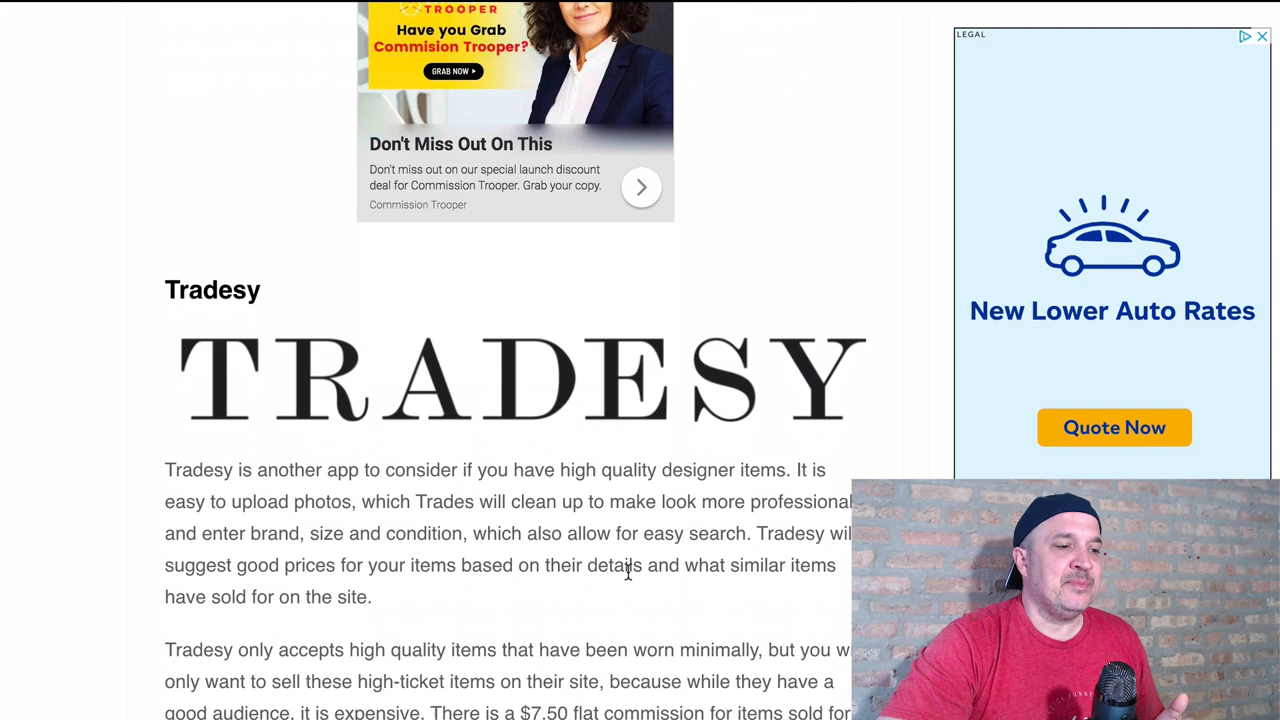 TROOPER
Have you Grab
Commision Trooper?
GRAB NOW
Don't Miss Out On This
Don't miss out on our special launch discount
deal for Commission Trooper. Grab your copy.
Commission Trooper
LEGAL
New Lower Auto Rates
Quote Now
Tradesy
TRADESY
Tradesy is another app to consider if you have high quality designer items. It is
easy to upload photos, which Trades will clean up to make look more professional
and enter brand, size and condition, which also allow for easy search. Tradesy wil
suggest good prices for your items based on their details and what similar items
have sold for on the site.
Tradesy only accepts high quality items that have been worn minimally, but you w
only want to sell these high-ticket items on their site, because while they have a
good audience, it is expensive. There is a $7.50 flat commission for items sold for